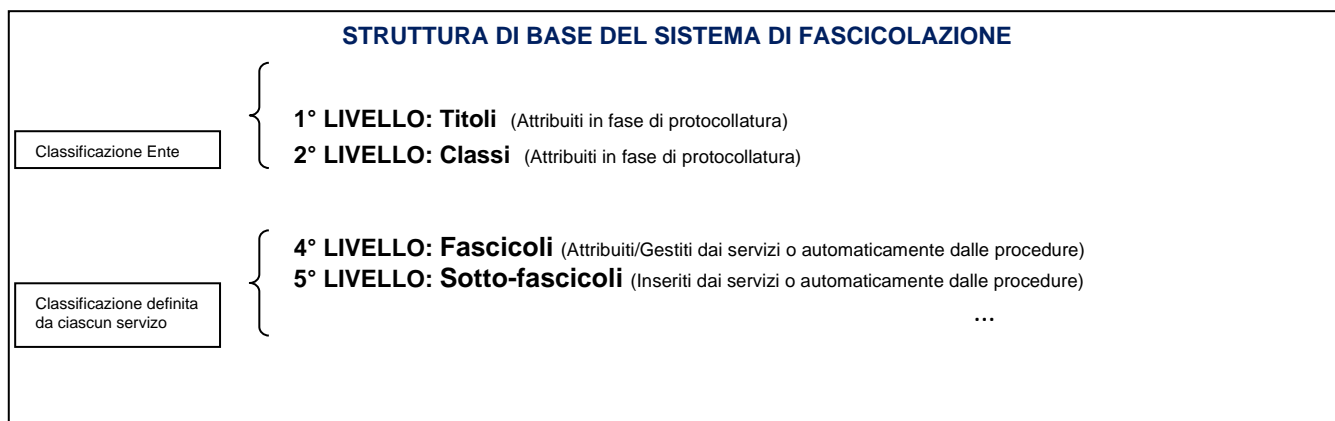 STRUTTURA DI BASE DEL SISTEMA DI FASCICOLAZIONE
1° LIVELLO: Titoli (Attribuiti in fase di protocollatura)
Classificazione Ente
2° LIVELLO: Classi (Attribuiti in fase di protocollatura)
4° LIVELLO: Fascicoli (Attribuiti/Gestiti dai servizi o automaticamente dalle procedure)
5° LIVELLO: Sotto-fascicoli (Inseriti dai servizi o automaticamente dalle procedure)
Classificazione definita
da ciascun servizo
...